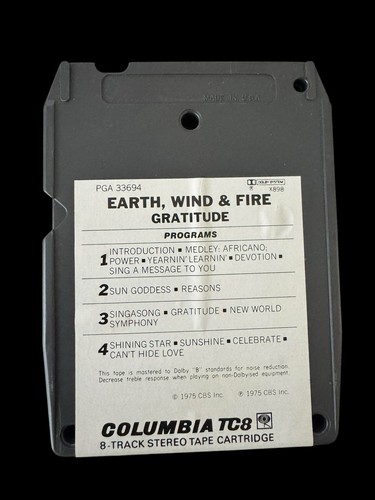 MADE IN U.S.A.
PGA 33694
DOLBY SYSTEM
®
X898
EARTH, WIND & FIRE
GRATITUDE
PROGRAMS
1 INTRODUCTION ▪ MEDLEY: AFRICANO;
POWER ▪ YEARNIN' LEARNIN' ▪ DEVOTION ▪
SING A MESSAGE TO YOU
2 SUN GODDESS ▪ REASONS
3 SINGASONG ▪ GRATITUDE ▪ NEW WORLD
SYMPHONY
4 SHINING STAR ▪ SUNSHINE ▪ CELEBRATE ▪
CAN'T HIDE LOVE
This tape is mastered to Dolby "B" standards for noise reduction.
Decrease treble response when playing on non-Dolbyised equipment.
© 1975 CBS Inc. ℗ 1975 CBS Inc.
COLUMBIA TC8
8-TRACK STEREO TAPE CARTRIDGE